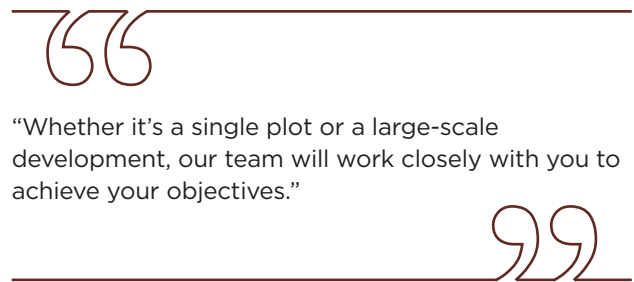 “Whether it’s a single plot or a large-scale
development, our team will work closely with you to
achieve your objectives.”